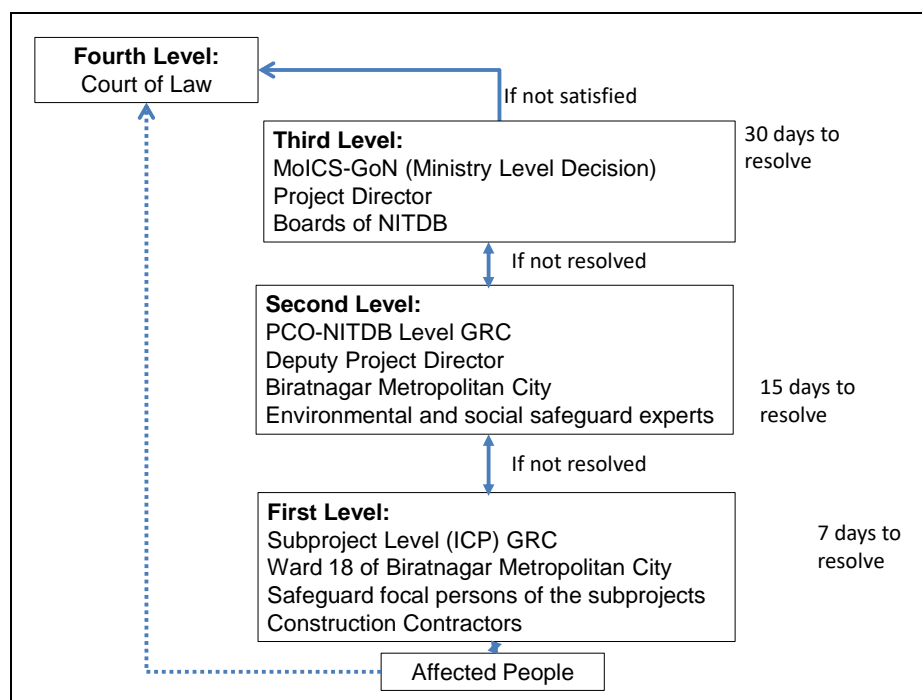 Fourth Level:
Court of Law
If not satisfied
Third Level:
MoICS-GoN (Ministry Level Decision)
Project Director
Boards of NITDB
30 days to
resolve
If not resolved
Second Level:
PCO-NITDB Level GRC
Deputy Project Director
Biratnagar Metropolitan City
Environmental and social safeguard experts
15 days to
resolve
If not resolved
First Level:
Subproject Level (ICP) GRC
Ward 18 of Biratnagar Metropolitan City
Safeguard focal persons of the subprojects
Construction Contractors
7 days to
resolve
Affected People